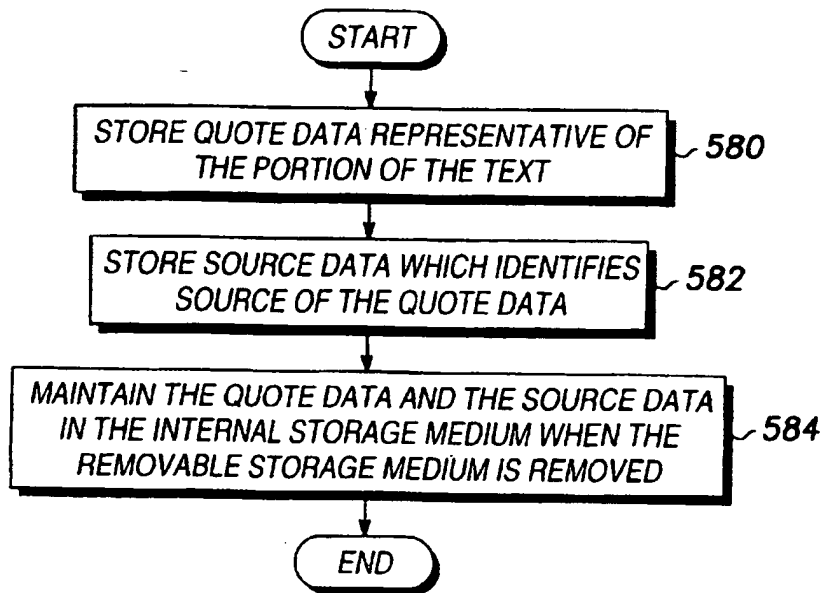 START
STORE QUOTE DATA REPRESENTATIVE OF
THE PORTION OF THE TEXT
580
STORE SOURCE DATA WHICH IDENTIFIES
SOURCE OF THE QUOTE DATA
582
MAINTAIN THE QUOTE DATA AND THE SOURCE DATA
IN THE INTERNAL STORAGE MEDIUM WHEN THE
REMOVABLE STORAGE MEDIUM IS REMOVED
584
END